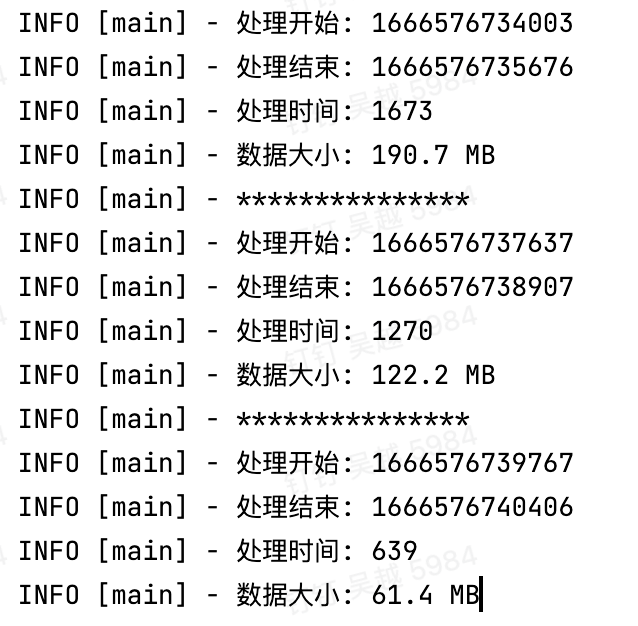 INFO [main] - 处理开始: 1666576734003
INFO [main] - 处理结束: 1666576735676
INFO [main] - 处理时间: 1673
INFO [main] - 数据大小: 190.7 MB
INFO [main] - ***************
INFO [main] - 处理开始: 1666576737637
INFO [main] - 处理结束: 1666576738907
INFO [main] - 处理时间: 1270
INFO [main] - 数据大小: 122.2 MB
INFO [main] - ***************
INFO [main] - 处理开始: 1666576739767
INFO [main] - 处理结束: 1666576740406
INFO [main] - 处理时间: 639
INFO [main] - 数据大小: 61.4 MB
钉钉 吴越 5984